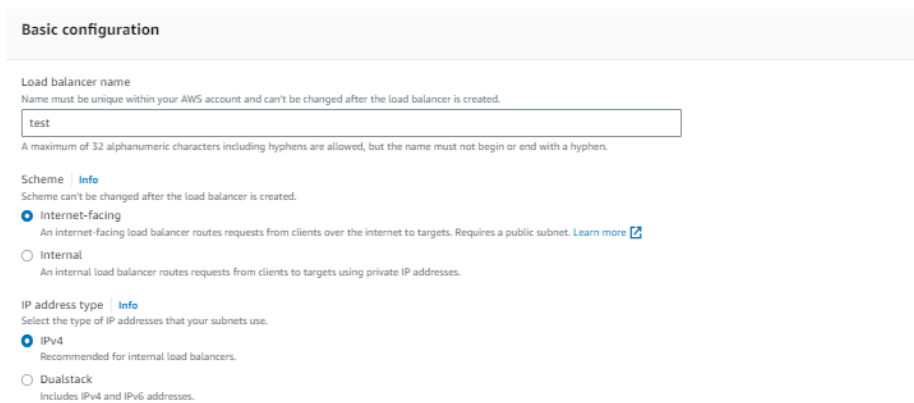 Basic configuration
Load balancer name
Name must be unique within your AWS account and can't be changed after the load balancer is created.
test
A maximum of 32 alphanumeric characters including hyphens are allowed, but the name must not begin or end with a hyphen.
Scheme Info
Scheme can't be changed after the load balancer is created.
Internet-facing
An internet-facing load balancer routes requests from clients over the internet to targets. Requires a public subnet. Learn more
Internal
An internal load balancer routes requests from clients to targets using private IP addresses.
IP address type Info
Select the type of IP addresses that your subnets use.
IPv4
Recommended for internal load balancers.
Dualstack
Includes IPv4 and IPv6 addresses.